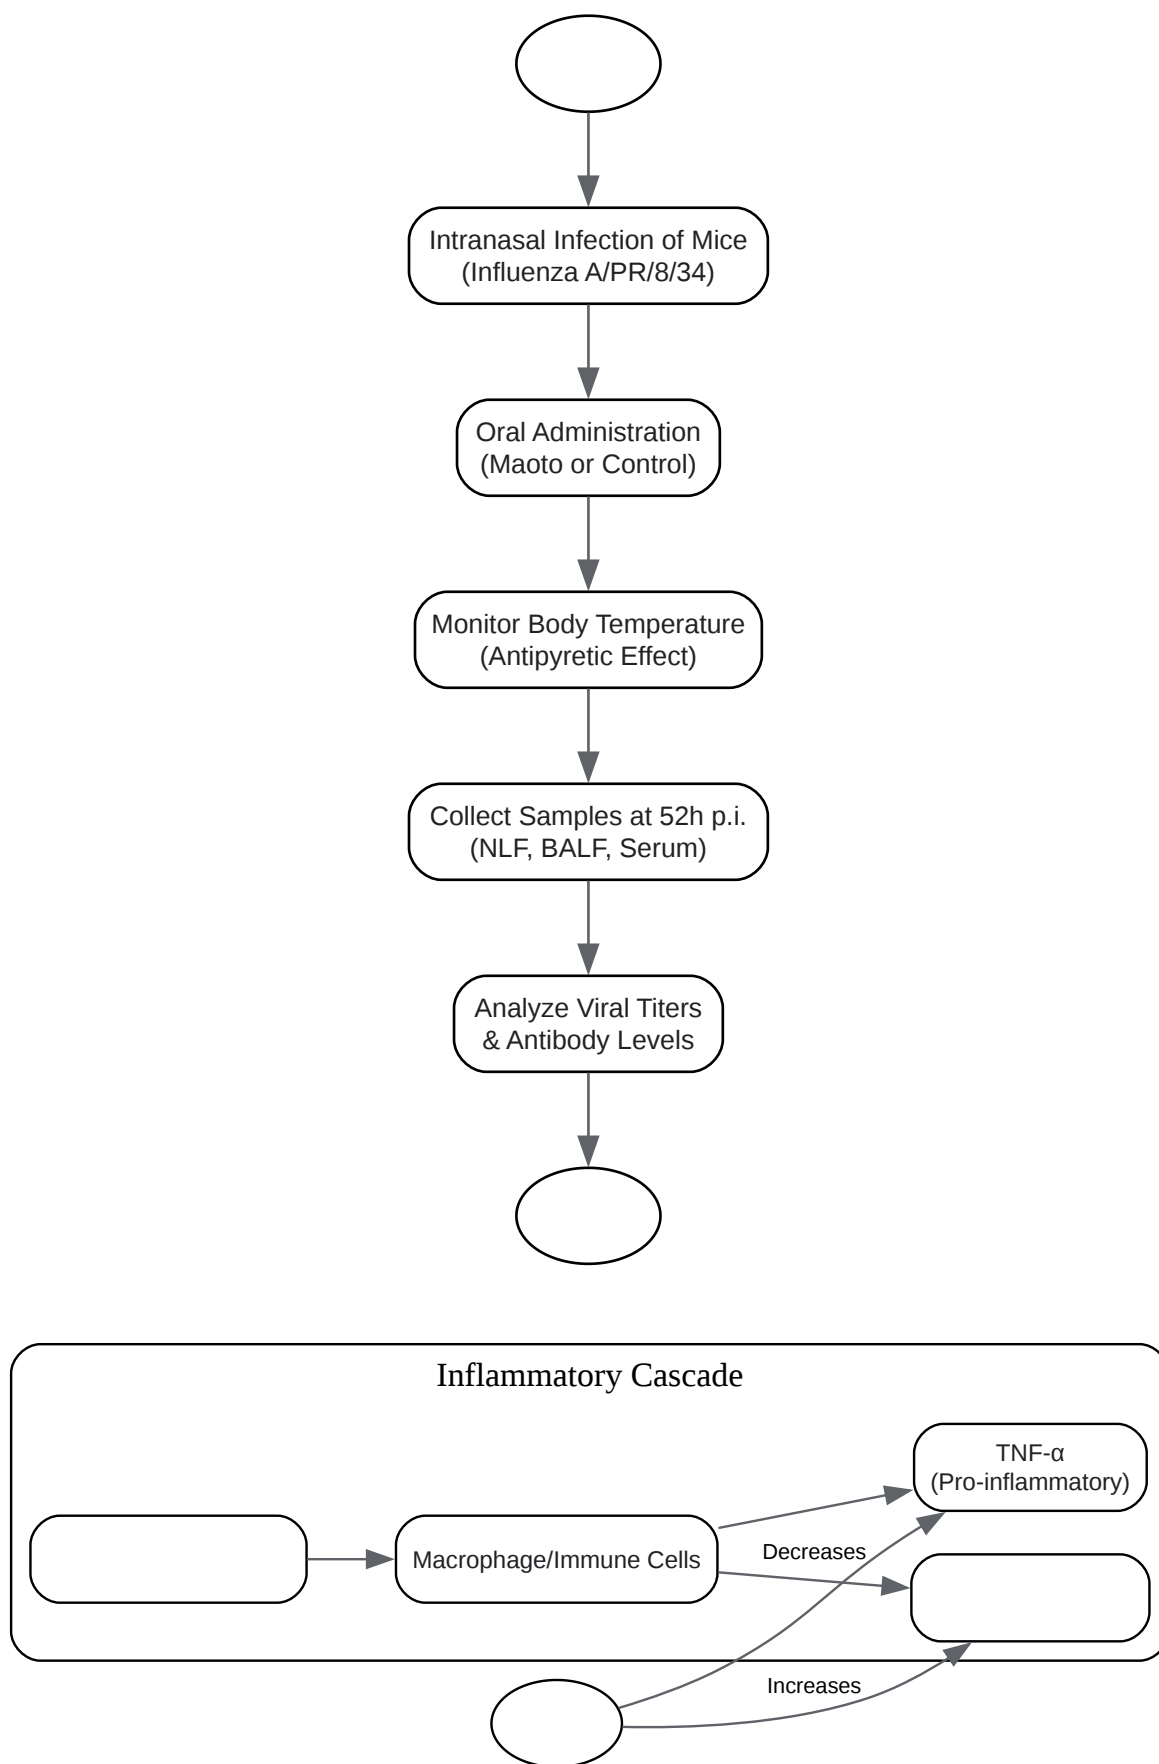 Intranasal Infection of Mice
(Influenza A/PR/8/34)
Oral Administration
(Maoto or Control)
Monitor Body Temperature
(Antipyretic Effect)
Collect Samples at 52h p.i.
(NLF, BALF, Serum)
Analyze Viral Titers
& Antibody Levels
Inflammatory Cascade
TNF-α
(Pro-inflammatory)
Macrophage/Immune Cells
Decreases
Increases